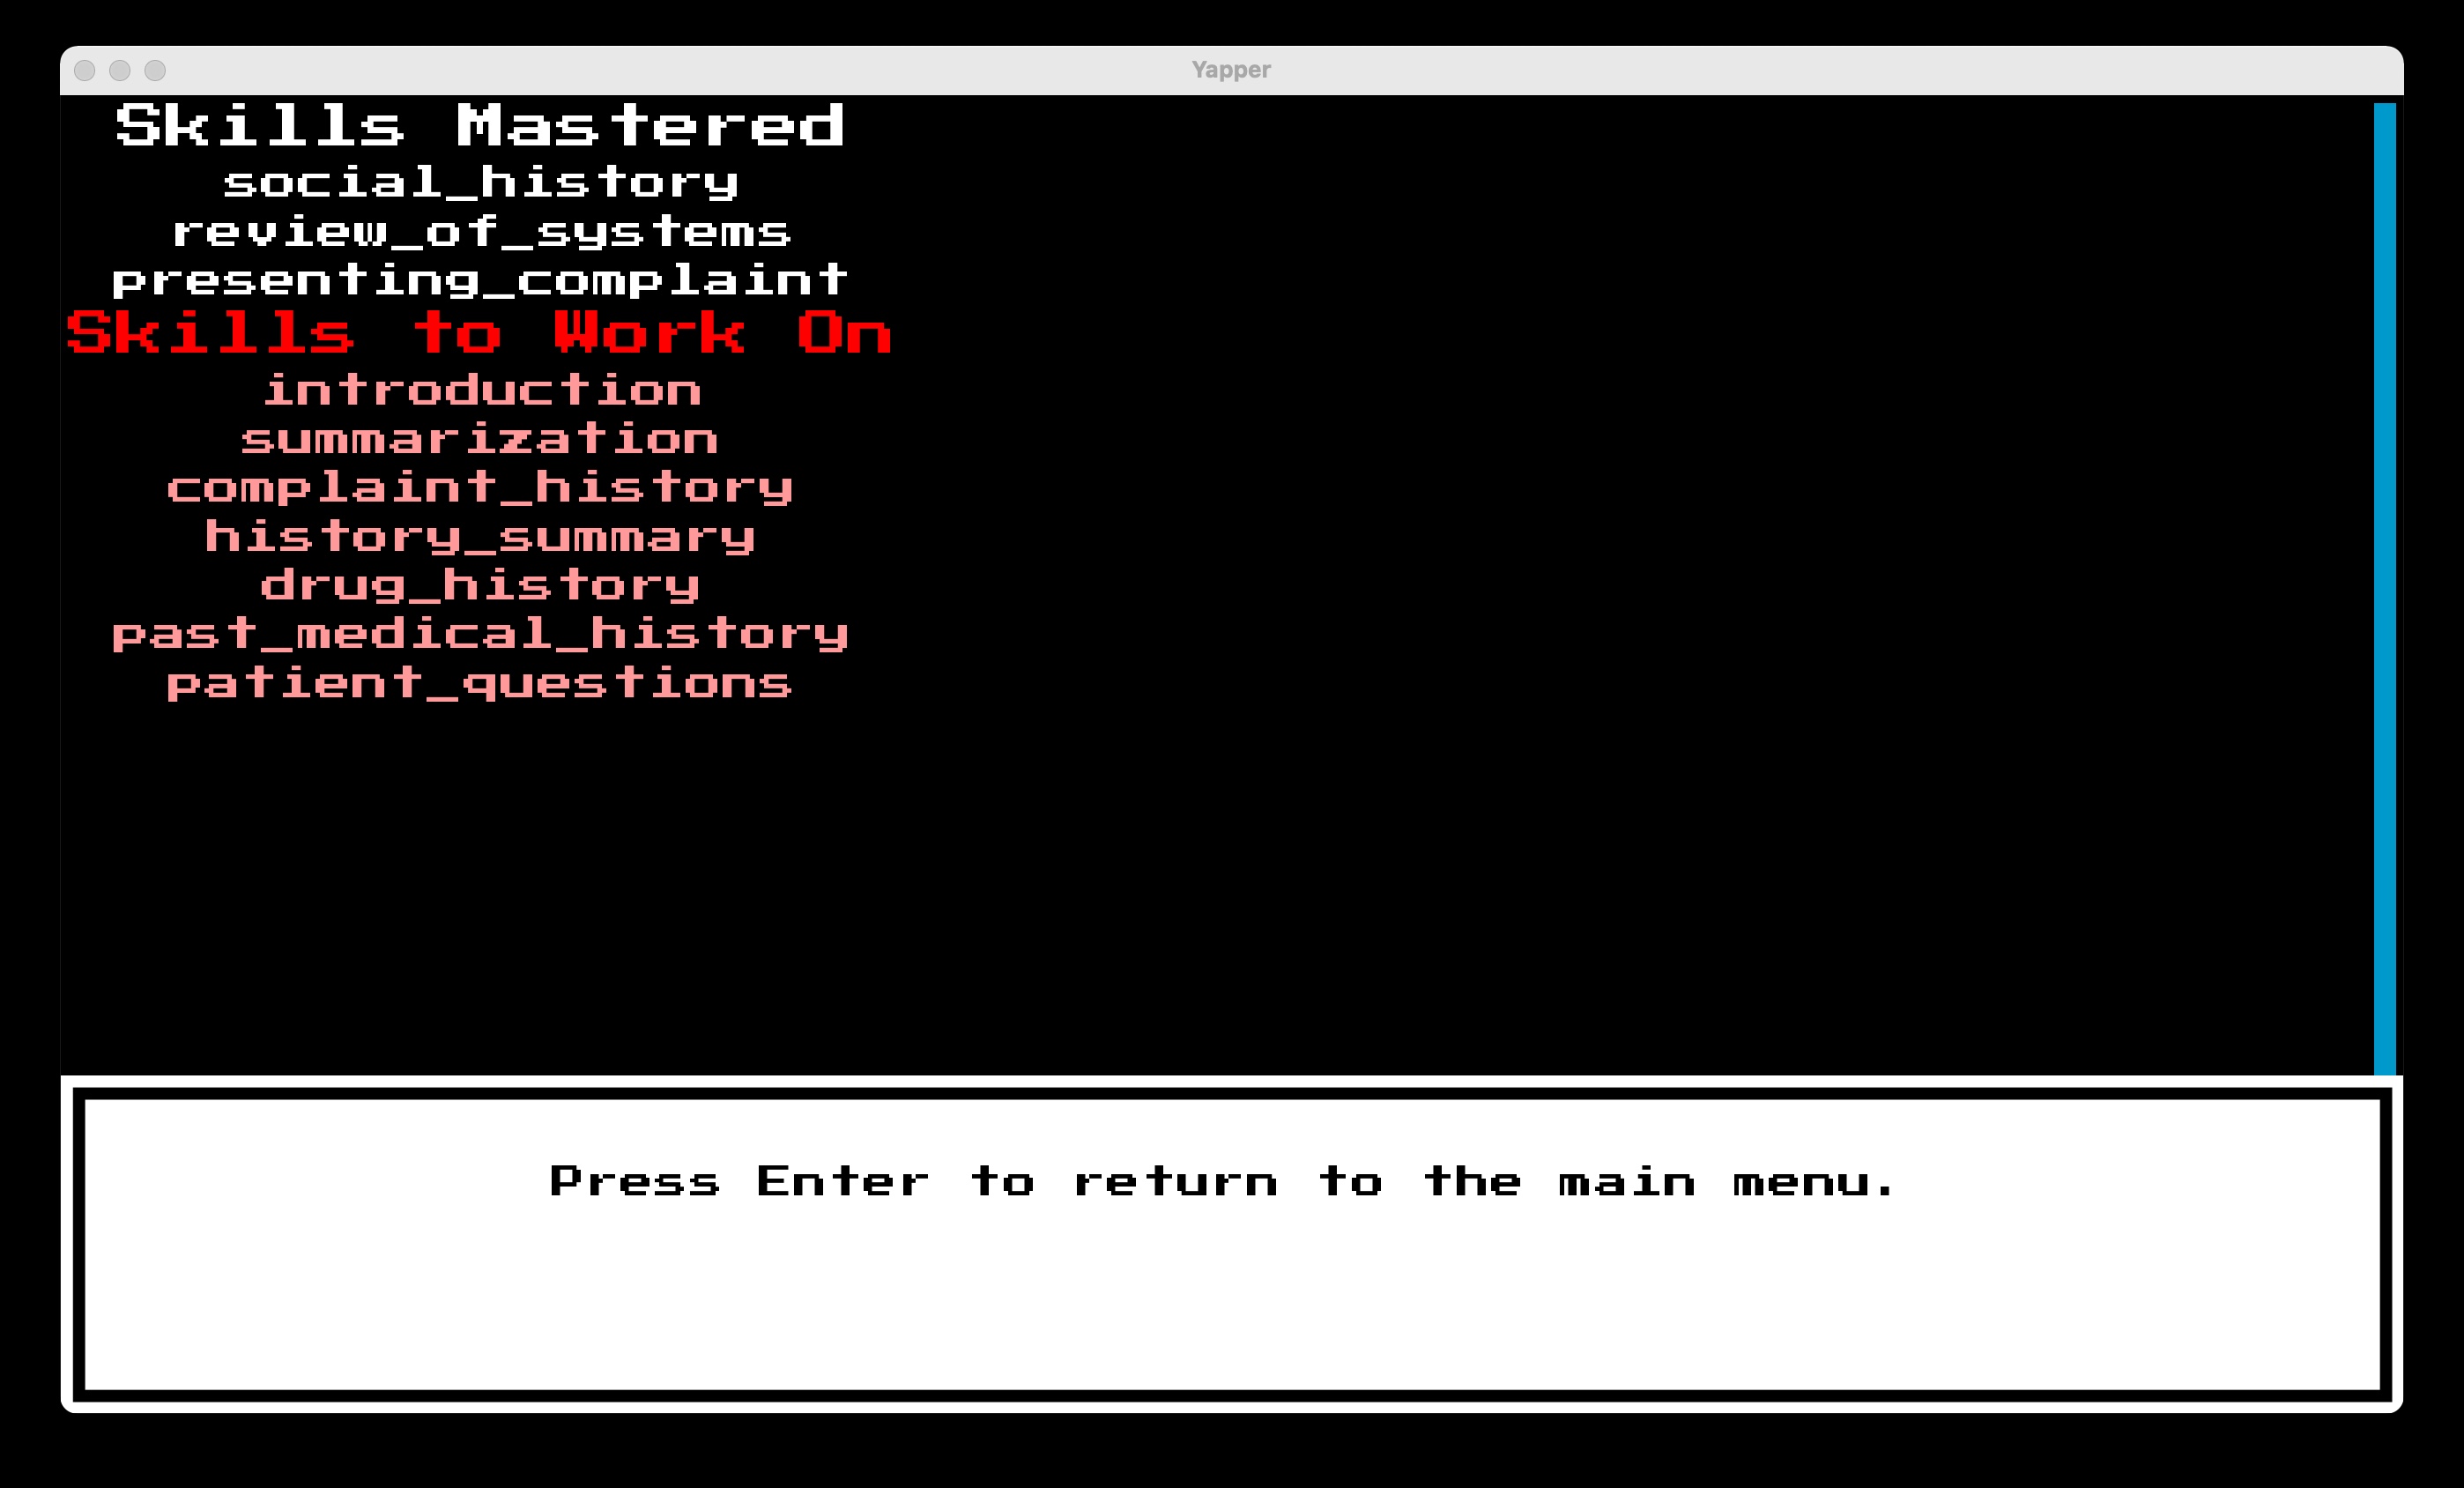 Yapper
Skills Mastered
social_history
review_of_systems
presenting_complaint
Skills to Work On
introduction
summarization
complaint_history
history_summary
drug_history
past_medical_history
patient_questions
Press Enter to return to the main menu.